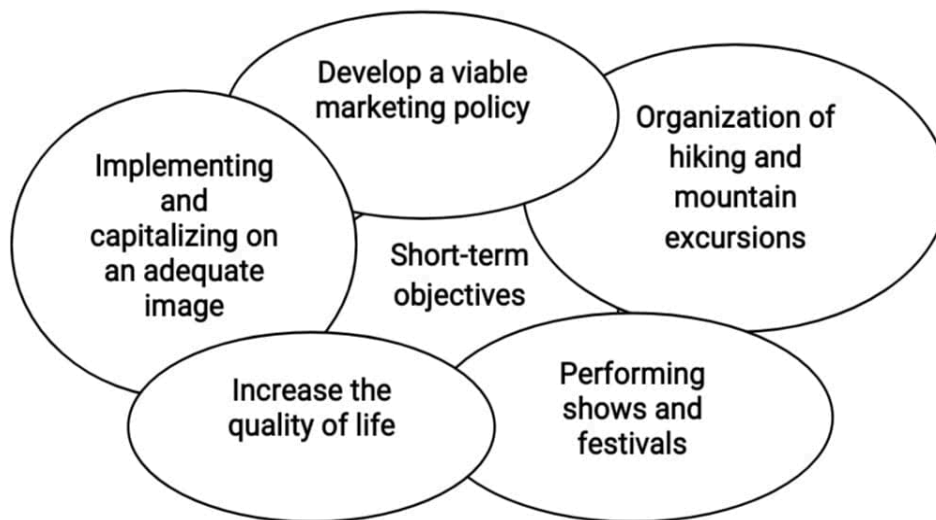 Develop a viable
marketing policy
Organization of
hiking and
mountain
excursions
Implementing
and
capitalizing on
an adequate
image
Short-term
objectives
Increase the
quality of life
Performing
shows and
festivals